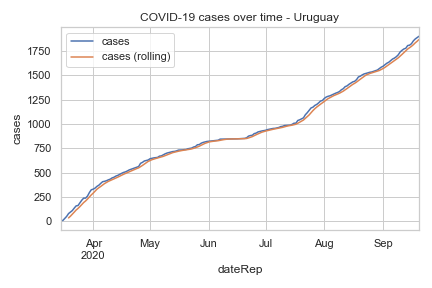 COVID-19 cases over time - Uruguay
cases
cases (rolling)
1750
1500
1250
1000
750
500
250
0
cases
Apr
2020
May
Jun
Jul
Aug
Sep
dateRep